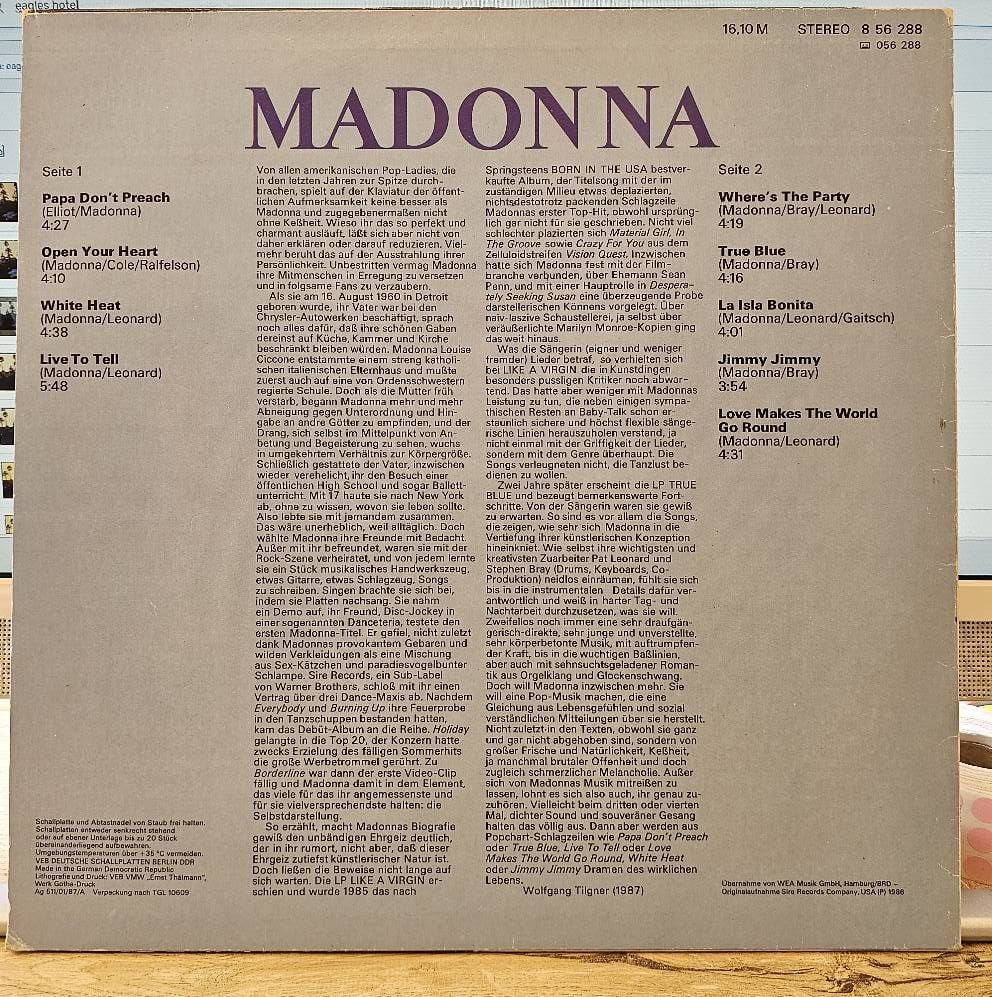 eagles hotel
16,10 M STEREO 8 56 288
056 288
MADONNA
Seite 1
Papa Don't Preach
(Elliot/Madonna)
4:27
Open Your Heart
(Madonna/Cole/Ralfelson)
4:10
White Heat
(Madonna/Leonard)
4:38
Live To Tell
(Madonna/Leonard)
5:48
Von allen amerikanischen Pop-Ladies, die
in den letzten Jahren zur Spitze durch-
brachen, spielt auf der Klaviatur der öffent-
lichen Aufmerksamkeit keine besser als
Madonna und zugegebenermaßen nicht
ohne Keßheit. Wieso ihr das so perfekt und
charmant ausläuft, läßt sich aber nicht von
daher erklären oder darauf reduzieren. Viel-
mehr beruht das auf der Ausstrahlung ihrer
Persönlichkeit. Unbestritten vermag Madonna
ihre Mitmenschen in Erregung zu versetzen
und in folgsame Fans zu verzaubern.
Als sie am 16. August 1960 in Detroit
geboren wurde, ihr Vater war bei den
Chrysler-Autowerken beschäftigt, sprach
noch alles dafür, daß ihre schönen Gaben
dereinst auf Küche, Kammer und Kirche
beschränkt bleiben würden. Madonna Louise
Ciccone entstammte einem streng katholi-
schen italienischen Elternhaus und mußte
zuerst auch auf eine von Ordensschwestern
regierte Schule. Doch als die Mutter früh
verstarb, begann Madonna mehr und mehr
Abneigung gegen Unterordnung und Hin-
gabe an andre Götter zu empfinden, und der
Drang, sich selbst im Mittelpunkt von An-
betung und Begeisterung zu sehen, wuchs
in umgekehrtem Verhältnis zur Körpergröße.
Schließlich gestattete der Vater, inzwischen
wieder verehelicht, ihr den Besuch einer
öffentlichen High School und sogar Ballett-
unterricht. Mit 17 haute sie nach New York
ab, ohne zu wissen, wovon sie leben sollte.
Also lebte sie mit jemandem zusammen.
Das wäre unerheblich, weil alltäglich. Doch
wählte Madonna ihre Freunde mit Bedacht.
Außer mit ihr befreundet, waren sie mit der
Rock-Szene verheiratet, und von jedem lernte
sie ein Stück musikalisches Handwerkszeug,
etwas Gitarre, etwas Schlagzeug, Songs
zu schreiben. Singen brachte sie sich bei,
indem sie Platten nachsang. Sie nahm
ein Demo auf, ihr Freund, Disc-Jockey in
einer sogenannten Danceteria, testete den
ersten Madonna-Titel. Er gefiel, nicht zuletzt
dank Madonnas provokantem Gebaren und
wilden Verkleidungen als eine Mischung
aus Sex-Kätzchen und paradiesvogelbunter
Schlampe. Sire Records, ein Sub-Label
von Warner Brothers, schloß mit ihr einen
Vertrag über drei Dance-Maxis ab. Nachdem
Everybody und Burning Up ihre Feuerprobe
in den Tanzschuppen bestanden hatten,
kam das Debüt-Album an die Reihe. Holiday
gelangte in die Top 20, der Konzern hatte
zwecks Erzielung des fälligen Sommerhits
die große Werbetrommel gerührt. Zu
Borderline war dann der erste Video-Clip
fällig und Madonna damit in dem Element,
das viele für das ihr angemessenste und
für sie vielversprechendste halten: die
Selbstdarstellung.
So erzählt, macht Madonnas Biografie
gewiß den unbändigen Ehrgeiz deutlich,
der in ihr rumort, nicht aber, daß dieser
Ehrgeiz zutiefst künstlerischer Natur ist.
Doch ließen die Beweise nicht lange auf
sich warten. Die LP LIKE A VIRGIN er-
schien und wurde 1985 das nach
Springsteens BORN IN THE USA bestver-
kaufte Album, der Titelsong mit der im
zuständigen Milieu etwas deplazierten,
nichtsdestotrotz packenden Schlagzeile
Madonnas erster Top-Hit, obwohl ursprüng-
lich gar nicht für sie geschrieben. Nicht viel
schlechter plazierten sich Material Girl, In
The Groove sowie Crazy For You aus dem
Zelluloidstreifen Vision Quest. Inzwischen
hatte sich Madonna fest mit der Film-
branche verbunden, über Ehemann Sean
Penn, und mit einer Hauptrolle in Despera-
tely Seeking Susan eine überzeugende Probe
darstellerischen Könnens vorgelegt. Über
naiv-laszive Schaustellerei, ja selbst über
veräußerlichte Marilyn Monroe-Kopien ging
das weit hinaus.
Was die Sängerin (eigner und weniger
fremder) Lieder betraf, so verhielten sich
bei LIKE A VIRGIN die in Kunstdingen
besonders pussligen Kritiker noch abwar-
tend. Das hatte aber weniger mit Madonnas
Leistung zu tun, die neben einigen sympa-
thischen Resten an Baby-Talk schon er-
staunlich sichere und höchst flexible sänge-
rische Linien herauszuholen verstand, ja
nicht einmal mit der Griffigkeit der Lieder,
sondern mit dem Genre überhaupt. Die
Songs verleugneten nicht, die Tanzlust be-
dienen zu wollen.
Zwei Jahre später erscheint die LP TRUE
BLUE und bezeugt bemerkenswerte Fort-
schritte. Von der Sängerin waren sie gewiß
zu erwarten. So sind es vor allem die Songs,
die zeigen, wie sehr sich Madonna in die
Vertiefung ihrer künstlerischen Konzeption
hineinkniet. Wie selbst ihre wichtigsten und
kreativsten Zuarbeiter Pat Leonard und
Stephen Bray (Drums, Keyboards, Co-
Produktion) neidlos einräumen, fühlt sie sich
bis in die instrumentalen Details dafür ver-
antwortlich und weiß in harter Tag- und
Nachtarbeit durchzusetzen, was sie will.
Zweifellos noch immer eine sehr draufgän-
gerisch-direkte, sehr junge und unverstellte,
sehr körperbetonte Musik, mit auftrumpfen-
der Kraft, bis in die wuchtigen Baßlinien,
aber auch mit sehnsuchtsgeladener Roman-
tik aus Orgelklang und Glockenschwang.
Doch will Madonna inzwischen mehr. Sie
will eine Pop-Musik machen, die eine
Gleichung aus Lebensgefühlen und sozial
verständlichen Mitteilungen über sie herstellt.
Nicht zuletzt in den Texten, obwohl sie ganz
und gar nicht abgehoben sind, sondern von
großer Frische und Natürlichkeit, Keßheit,
ja manchmal brutaler Offenheit und doch
zugleich schmerzlicher Melancholie. Außer
sich von Madonnas Musik mitreißen zu
lassen, lohnt es sich also auch, ihr genau zu-
zuhören. Vielleicht beim dritten oder vierten
Mal, dichter Sound und souveräner Gesang
halten das völlig aus. Dann aber werden aus
Popchart-Schlagzeilen wie Papa Don't Preach
oder True Blue, Live To Tell oder Love
Makes The World Go Round, White Heat
oder Jimmy Jimmy Dramen des wirklichen
Lebens.
Wolfgang Tilgner (1987)
Seite 2
Where's The Party
(Madonna/Bray/Leonard)
4:19
True Blue
(Madonna/Bray)
4:16
La Isla Bonita
(Madonna/Leonard/Gaitsch)
4:01
Jimmy Jimmy
(Madonna/Bray)
3:54
Love Makes The World
Go Round
(Madonna/Leonard)
4:31
Schallplatte und Abtastnadel von Staub frei halten.
Schallplatten entweder senkrecht stehend
oder auf ebener Unterlage bis zu 20 Stück
übereinanderliegend aufbewahren.
Umgebungstemperaturen über +35 °C vermeiden.
VEB DEUTSCHE SCHALLPLATTEN BERLIN DDR
Made in the German Democratic Republic
Lithografie und Druck: VEB VMW „Ernst Thälmann",
Werk Gotha-Druck
Ag 511/01/87/A Verpackung nach TGL 10609
Übernahme von WEA Musik GmbH, Hamburg/BRD –
Originalaufnahme Sire Records Company, USA (P) 1986